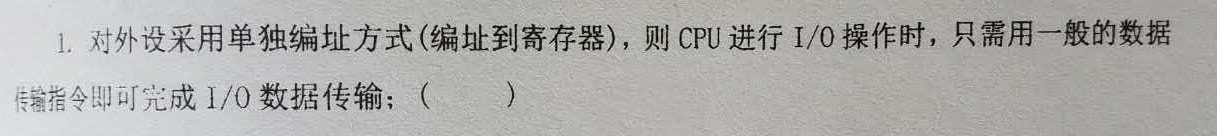 1. 对外设采用单独编址方式(编址到寄存器)，则 CPU 进行 I/O 操作时，只需用一般的数据
传输指令即可完成 I/O 数据传输；(    )